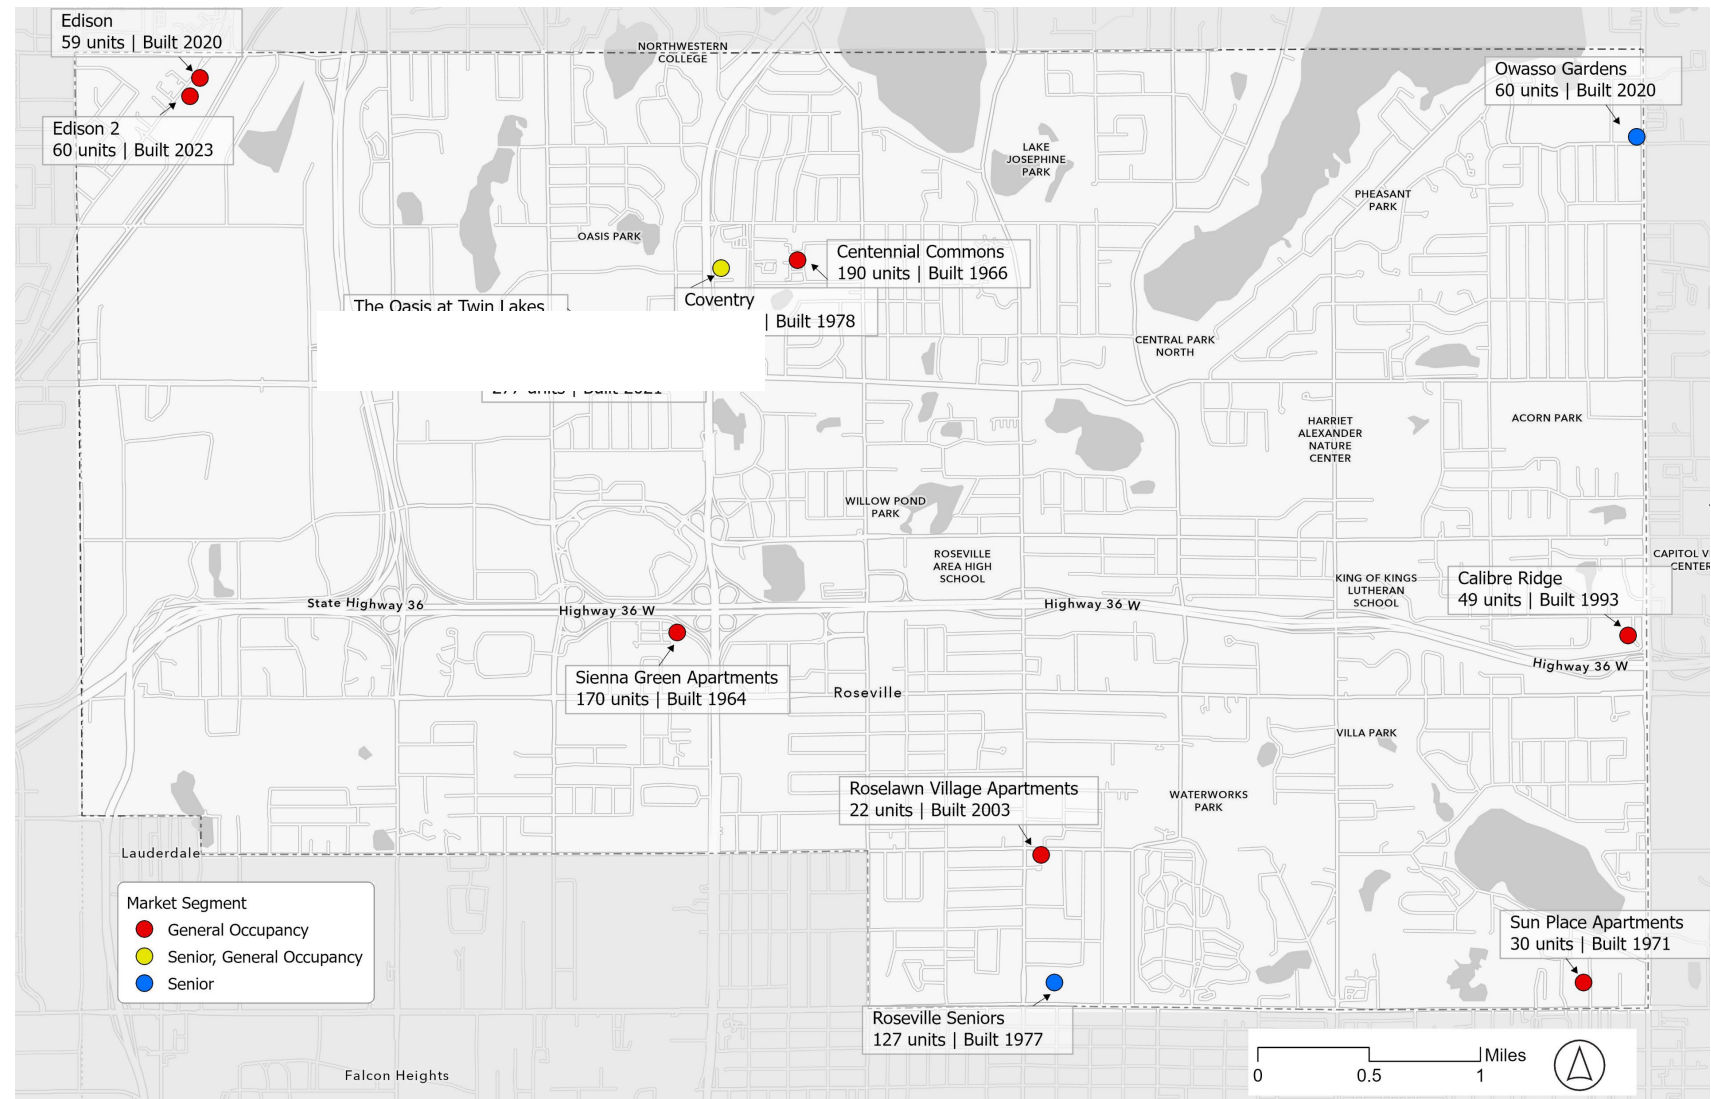 Edison
59 units | Built 2020
NORTHWESTERN
COLLEGE
Owasso Gardens
60 units | Built 2020
Edison 2
60 units | Built 2023
LAKE
JOSEPHINE
PARK
PHEASANT
PARK
OASIS PARK
Centennial Commons
190 units | Built 1966
The Oasis at Twin Lakes
Coventry
| Built 1978
CENTRAL PARK
NORTH
277 units | Built 2021
HARRIET
ALEXANDER
NATURE
CENTER
ACORN PARK
WILLOW POND
PARK
ROSEVILLE
AREA HIGH
SCHOOL
CAPITOL V
CENTER
KING OF KINGS
LUTHERAN
SCHOOL
Calibre Ridge
49 units | Built 1993
State Highway 36
Highway 36 W
Highway 36 W
Highway 36 W
Sienna Green Apartments
170 units | Built 1964
Roseville
VILLA PARK
Roselawn Village Apartments
22 units | Built 2003
WATERWORKS
PARK
Lauderdale
Market Segment
General Occupancy
Senior, General Occupancy
Senior
Sun Place Apartments
30 units | Built 1971
Roseville Seniors
127 units | Built 1977
Falcon Heights
Miles
0 0.5 1